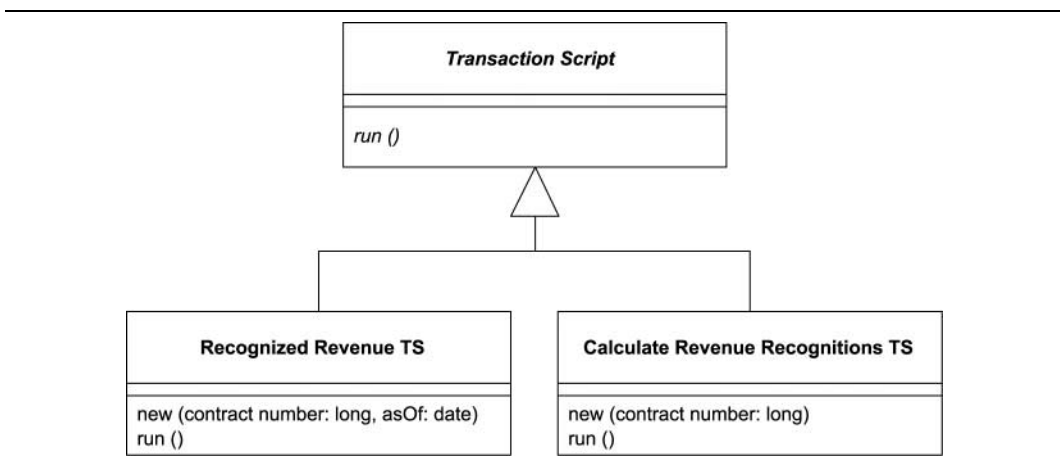 Transaction Script
run ()
Recognized Revenue TS
new (contract number: long, asOf: date)
run ()
Calculate Revenue Recognitions TS
new (contract number: long)
run ()